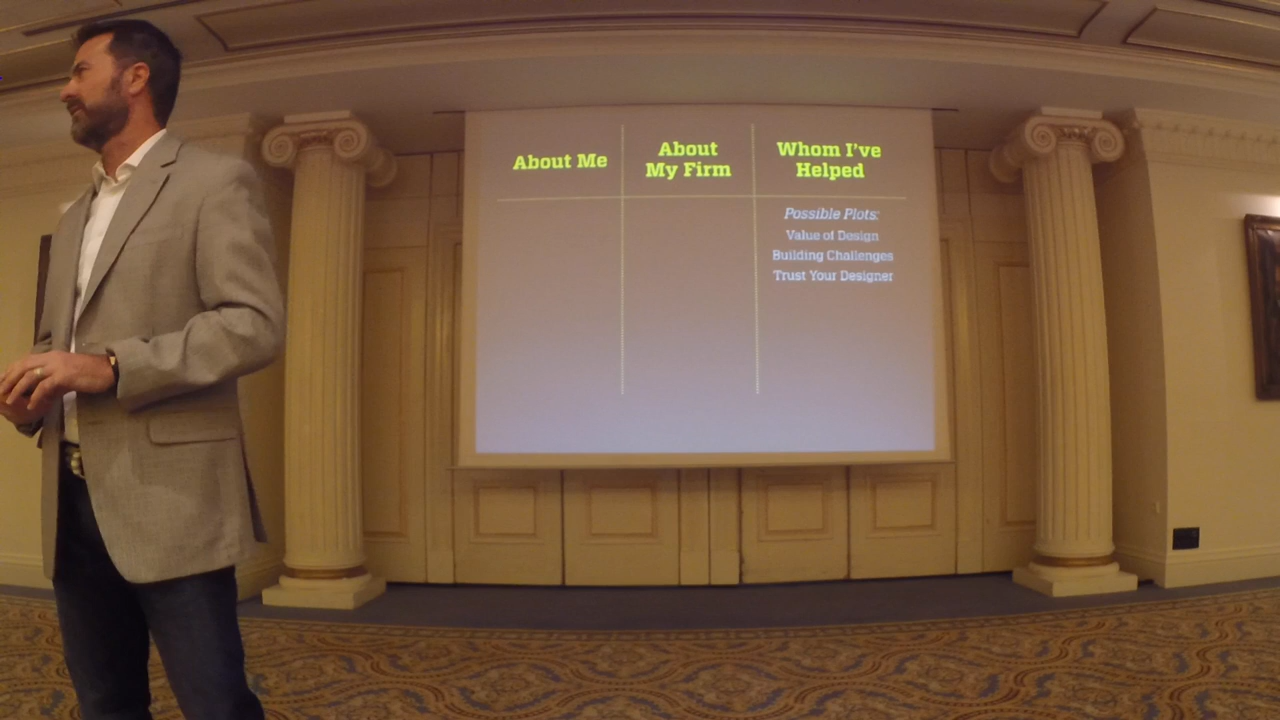 About Me
About
My Firm
Whom I've
Helped
Possible Plots:
Value of Design
Building Challenges
Trust Your Designer